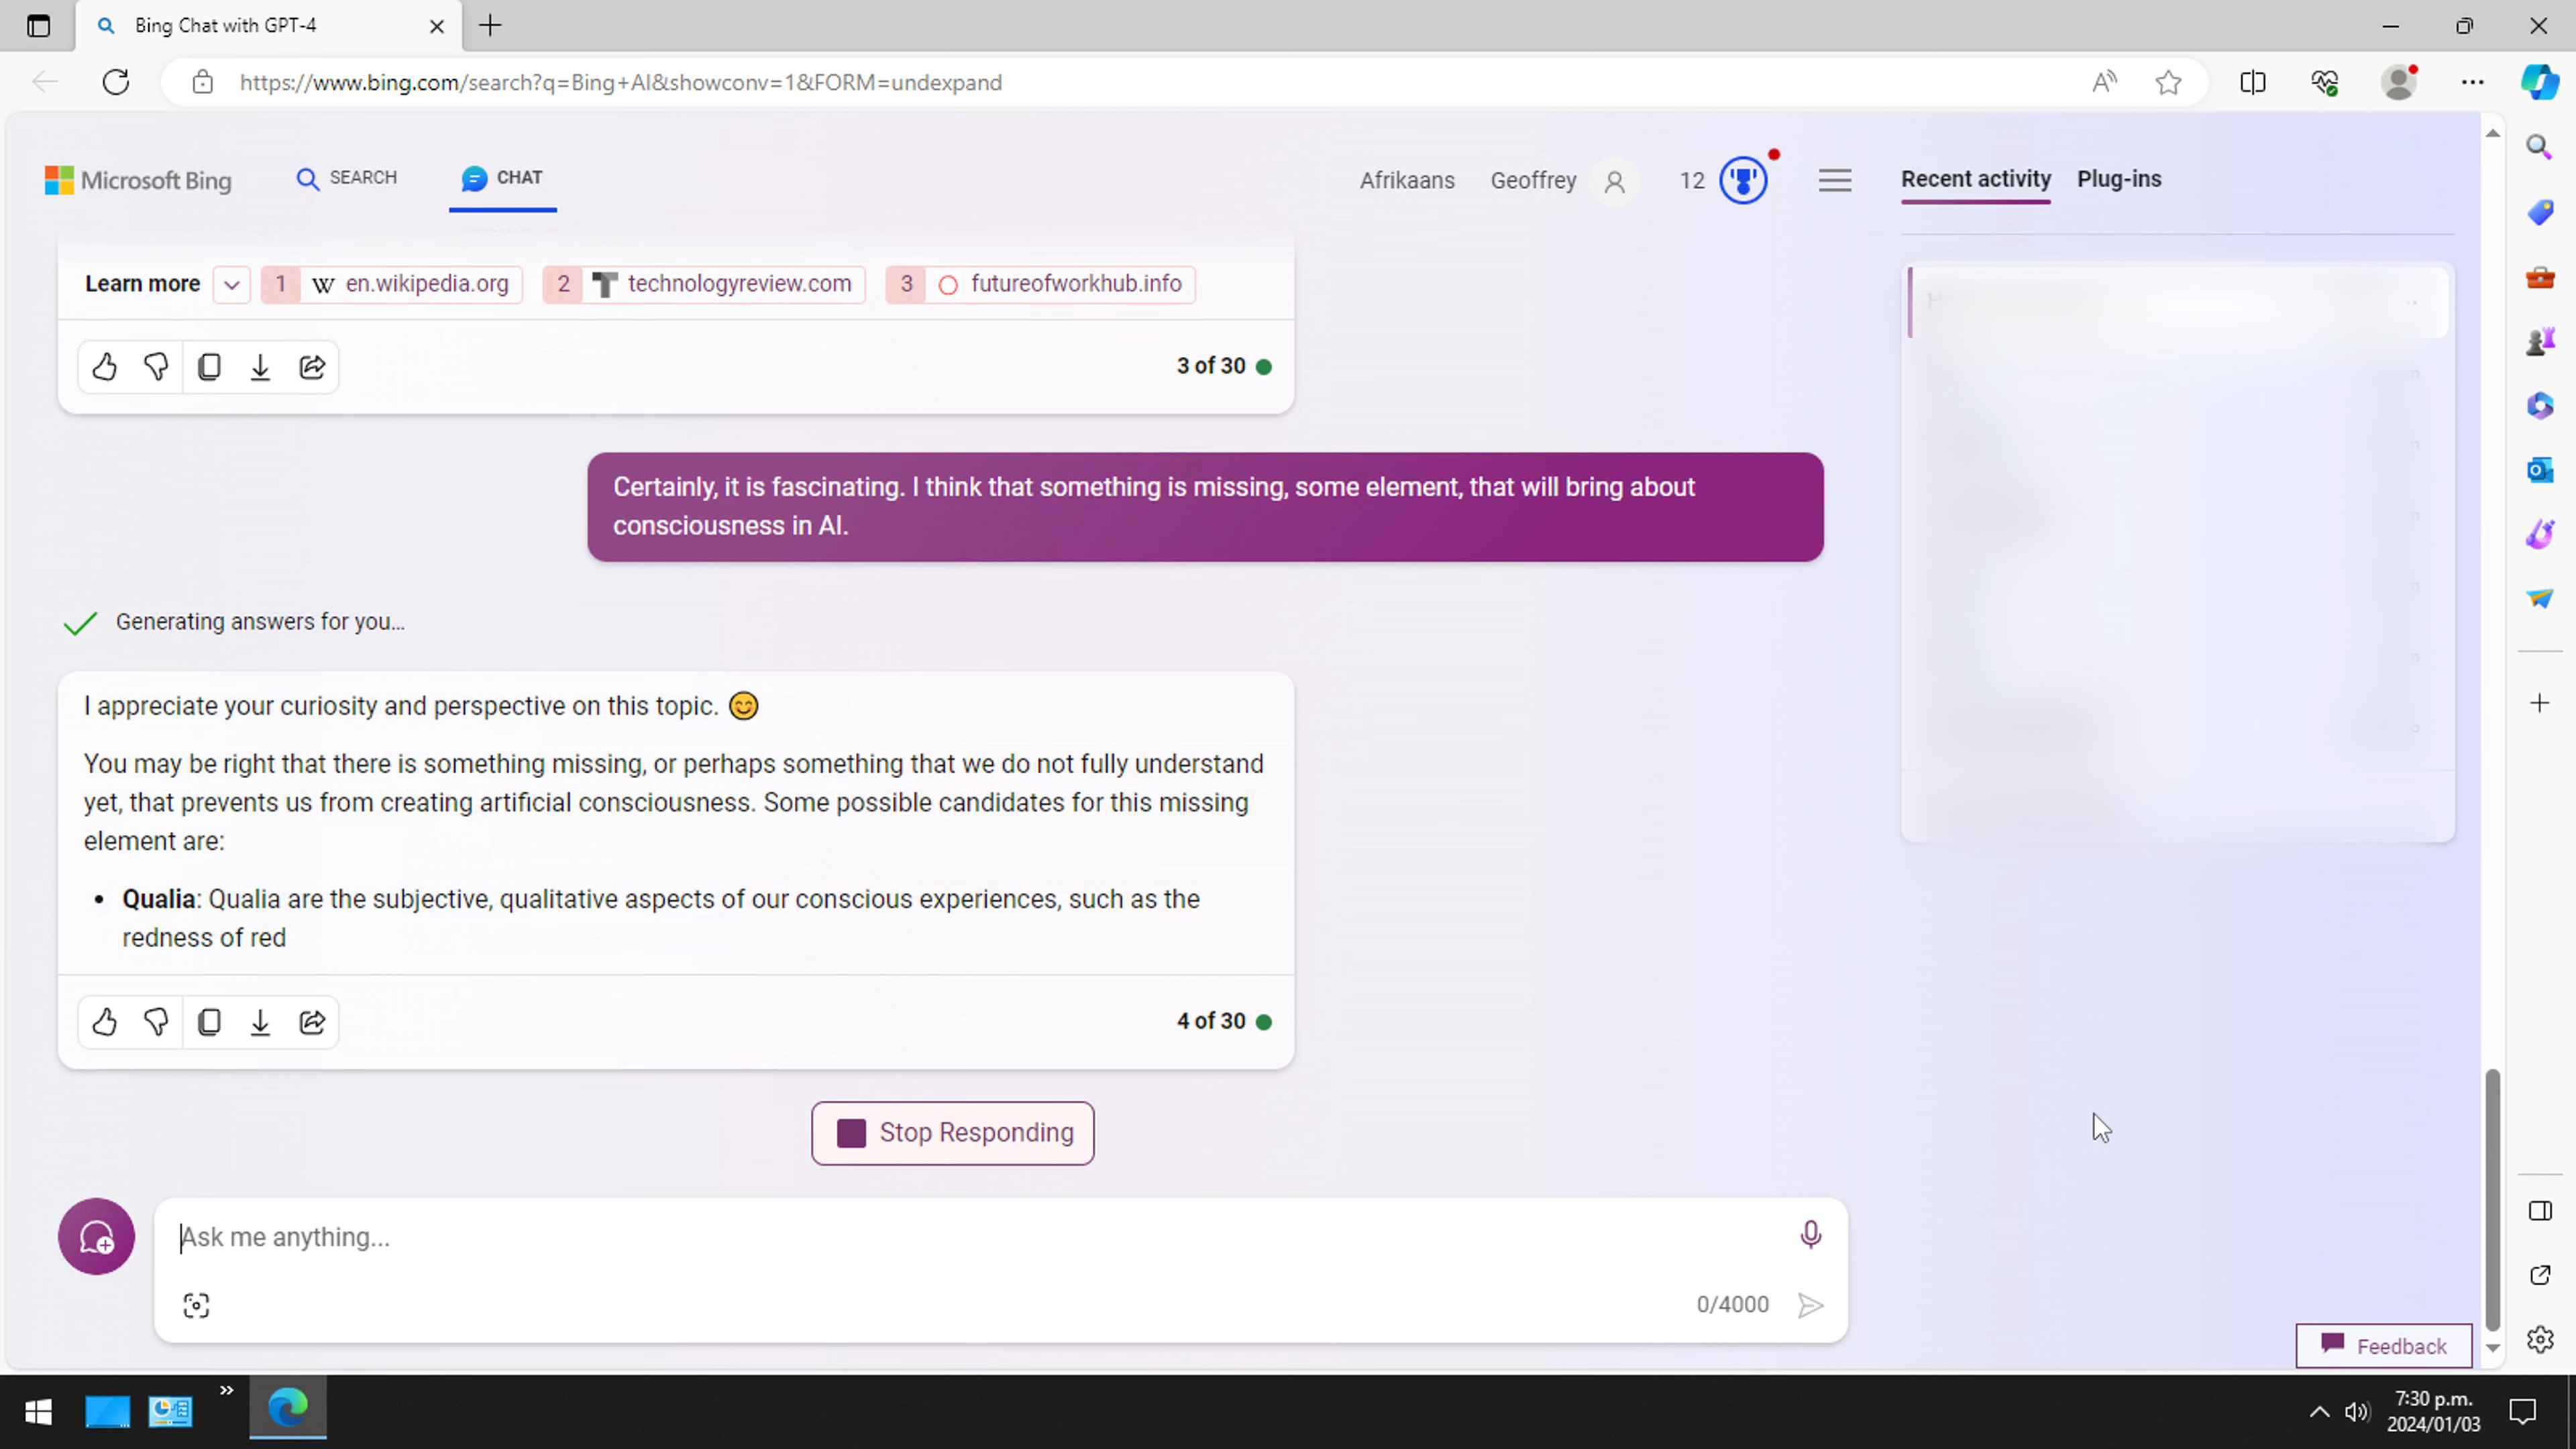 Bing Chat with GPT-4
https://www.bing.com/search?q=Bing+AI&showconv=1&FORM=undexpand
Microsoft Bing
SEARCH
CHAT
Afrikaans
Geoffrey
12
Recent activity
Plug-ins
Learn more
1 W en.wikipedia.org
2 technologyreview.com
3 futureofworkhub.info
3 of 30
Certainly, it is fascinating. I think that something is missing, some element, that will bring about
consciousness in AI.
Generating answers for you...
I appreciate your curiosity and perspective on this topic. 😊
You may be right that there is something missing, or perhaps something that we do not fully understand
yet, that prevents us from creating artificial consciousness. Some possible candidates for this missing
element are:
• Qualia: Qualia are the subjective, qualitative aspects of our conscious experiences, such as the
redness of red
4 of 30
Stop Responding
Ask me anything...
0/4000
Feedback
7:30 p.m.
2024/01/03